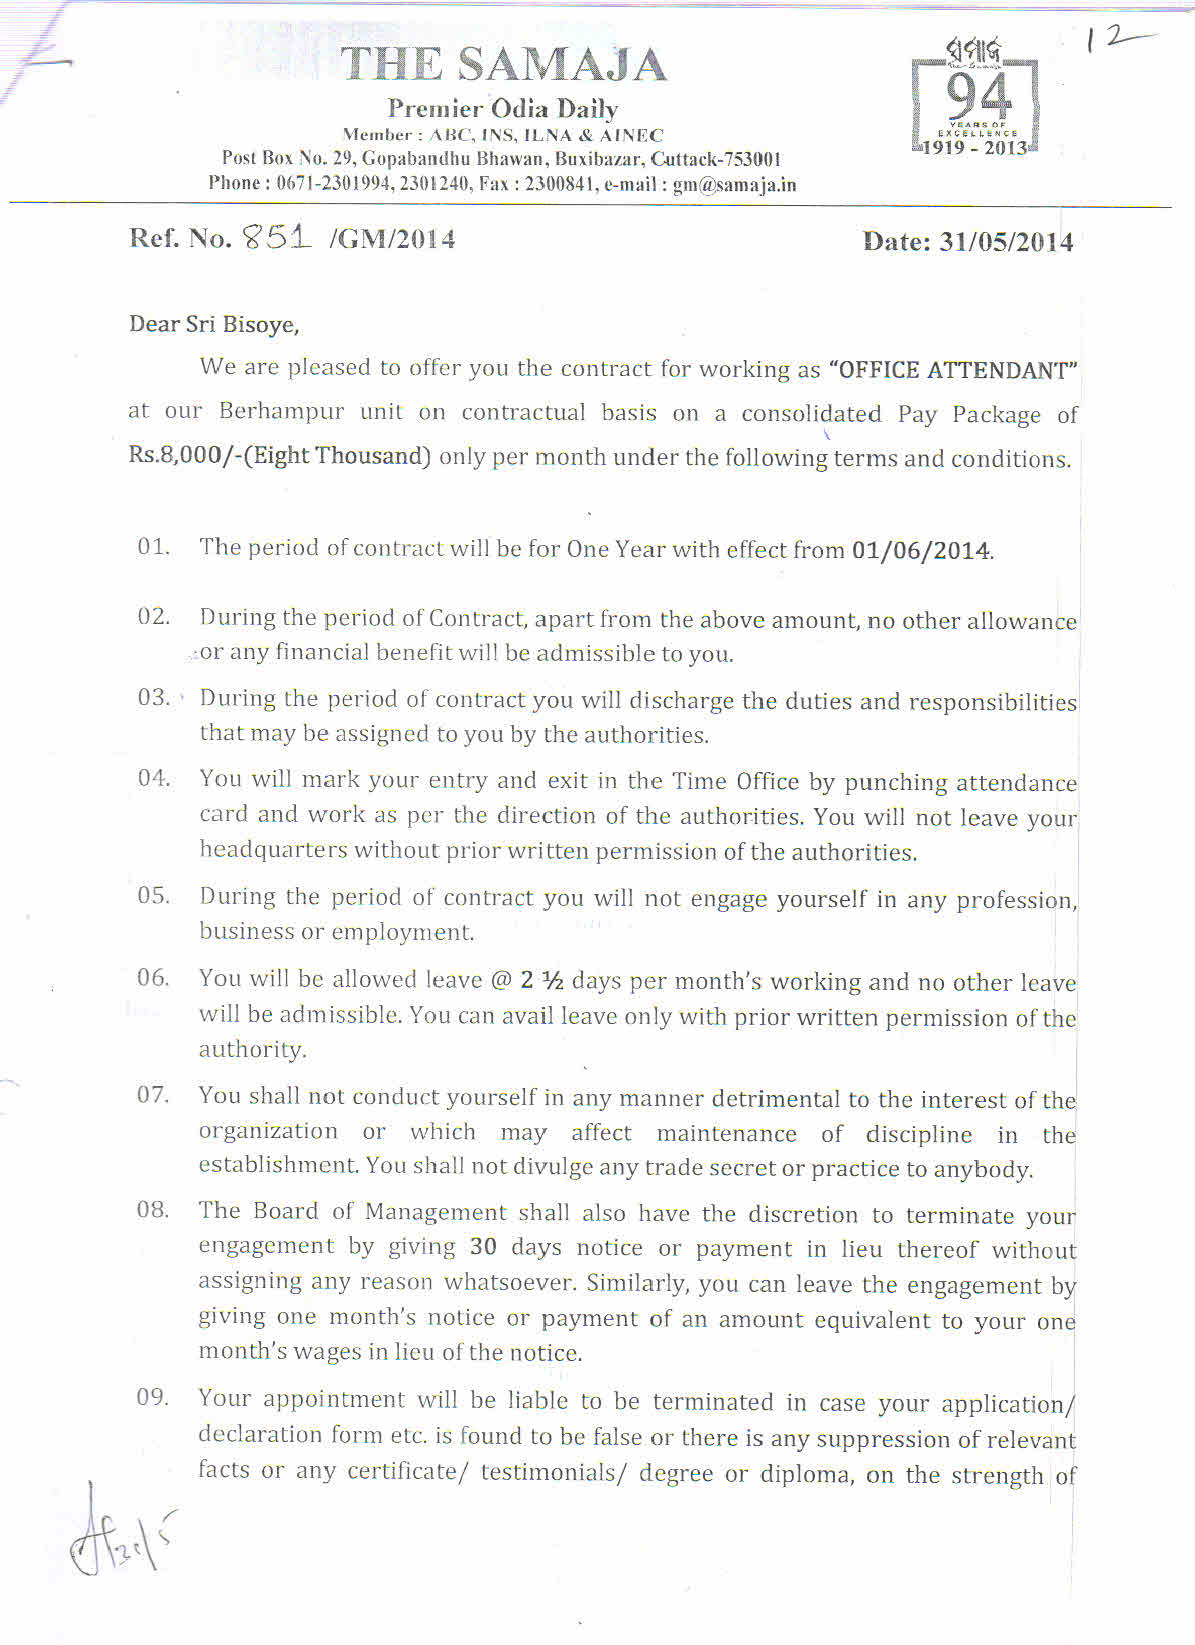 12
THE SAMAJA
Premier Odia Daily
Member : ABC, INS, ILNA & AINEC
Post Box No. 29, Gopabandhu Bhawan, Buxibazar, Cuttack-753001
Phone : 0671-2301994, 2301240, Fax : 2300841, e-mail : gm@samaja.in
ସମାଜ
The Samaja
94
YEARS OF
EXCELLENCE
1919 - 2013
Ref. No. 851 /GM/2014 Date: 31/05/2014
Dear Sri Bisoye,
We are pleased to offer you the contract for working as “OFFICE ATTENDANT”
at our Berhampur unit on contractual basis on a consolidated Pay Package of
Rs.8,000/-(Eight Thousand) only per month under the following terms and conditions.
01. The period of contract will be for One Year with effect from 01/06/2014.
02. During the period of Contract, apart from the above amount, no other allowance
or any financial benefit will be admissible to you.
03. During the period of contract you will discharge the duties and responsibilities
that may be assigned to you by the authorities.
04. You will mark your entry and exit in the Time Office by punching attendance
card and work as per the direction of the authorities. You will not leave your
headquarters without prior written permission of the authorities.
05. During the period of contract you will not engage yourself in any profession,
business or employment.
06. You will be allowed leave @ 2 ½ days per month's working and no other leave
will be admissible. You can avail leave only with prior written permission of the
authority.
07. You shall not conduct yourself in any manner detrimental to the interest of the
organization or which may affect maintenance of discipline in the
establishment. You shall not divulge any trade secret or practice to anybody.
08. The Board of Management shall also have the discretion to terminate your
engagement by giving 30 days notice or payment in lieu thereof without
assigning any reason whatsoever. Similarly, you can leave the engagement by
giving one month's notice or payment of an amount equivalent to your one
month's wages in lieu of the notice.
09. Your appointment will be liable to be terminated in case your application/
declaration form etc. is found to be false or there is any suppression of relevant
facts or any certificate/ testimonials/ degree or diploma, on the strength of